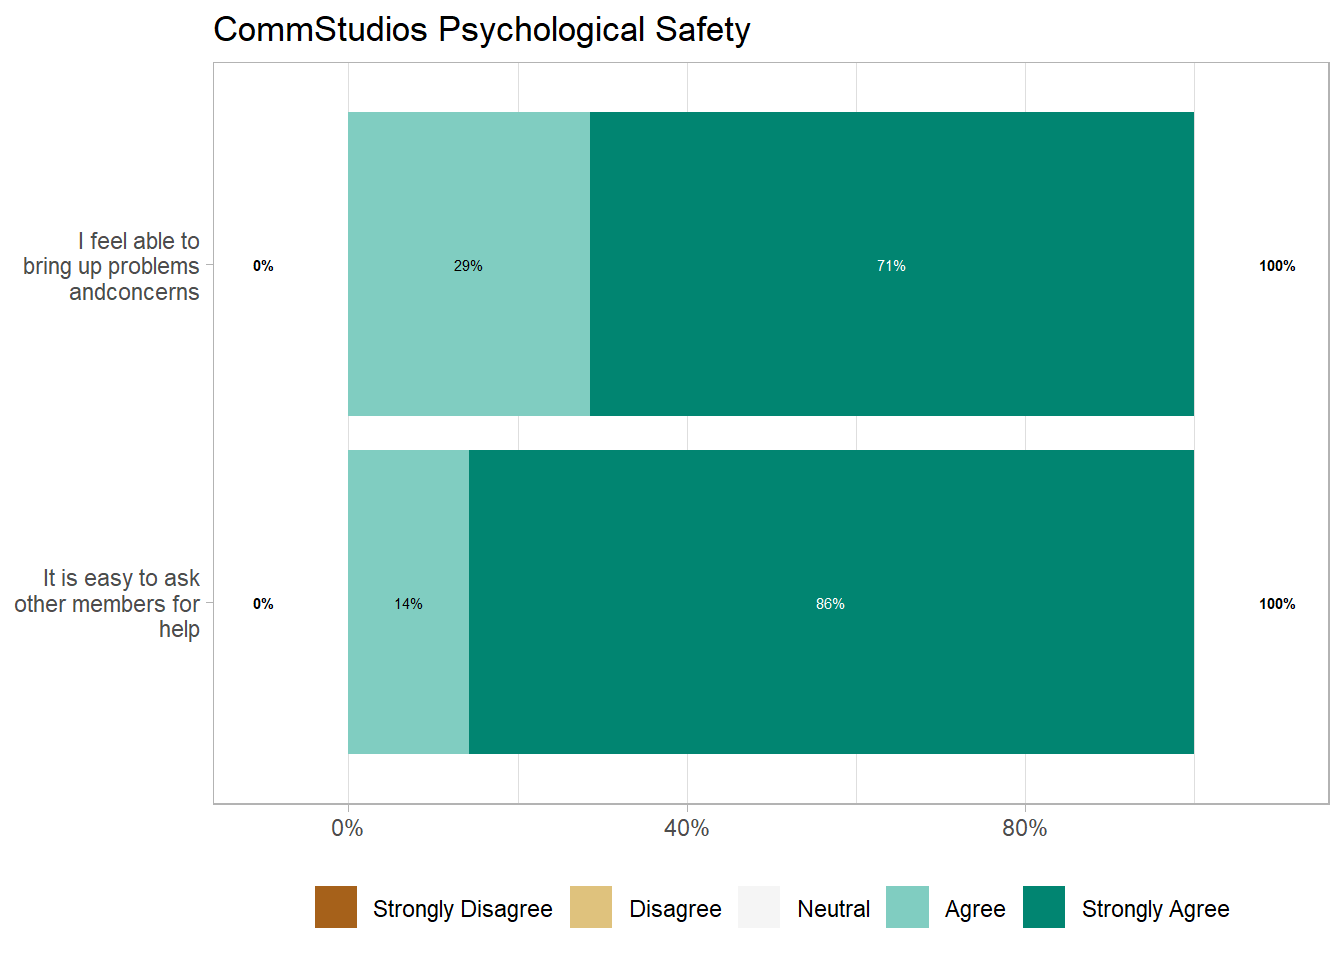 CommStudios Psychological Safety
I feel able to
bring up problems
andconcerns
0%
29%
71%
100%
It is easy to ask
other members for
help
0%
14%
86%
100%
0%
40%
80%
Strongly Disagree
Disagree
Neutral
Agree
Strongly Agree